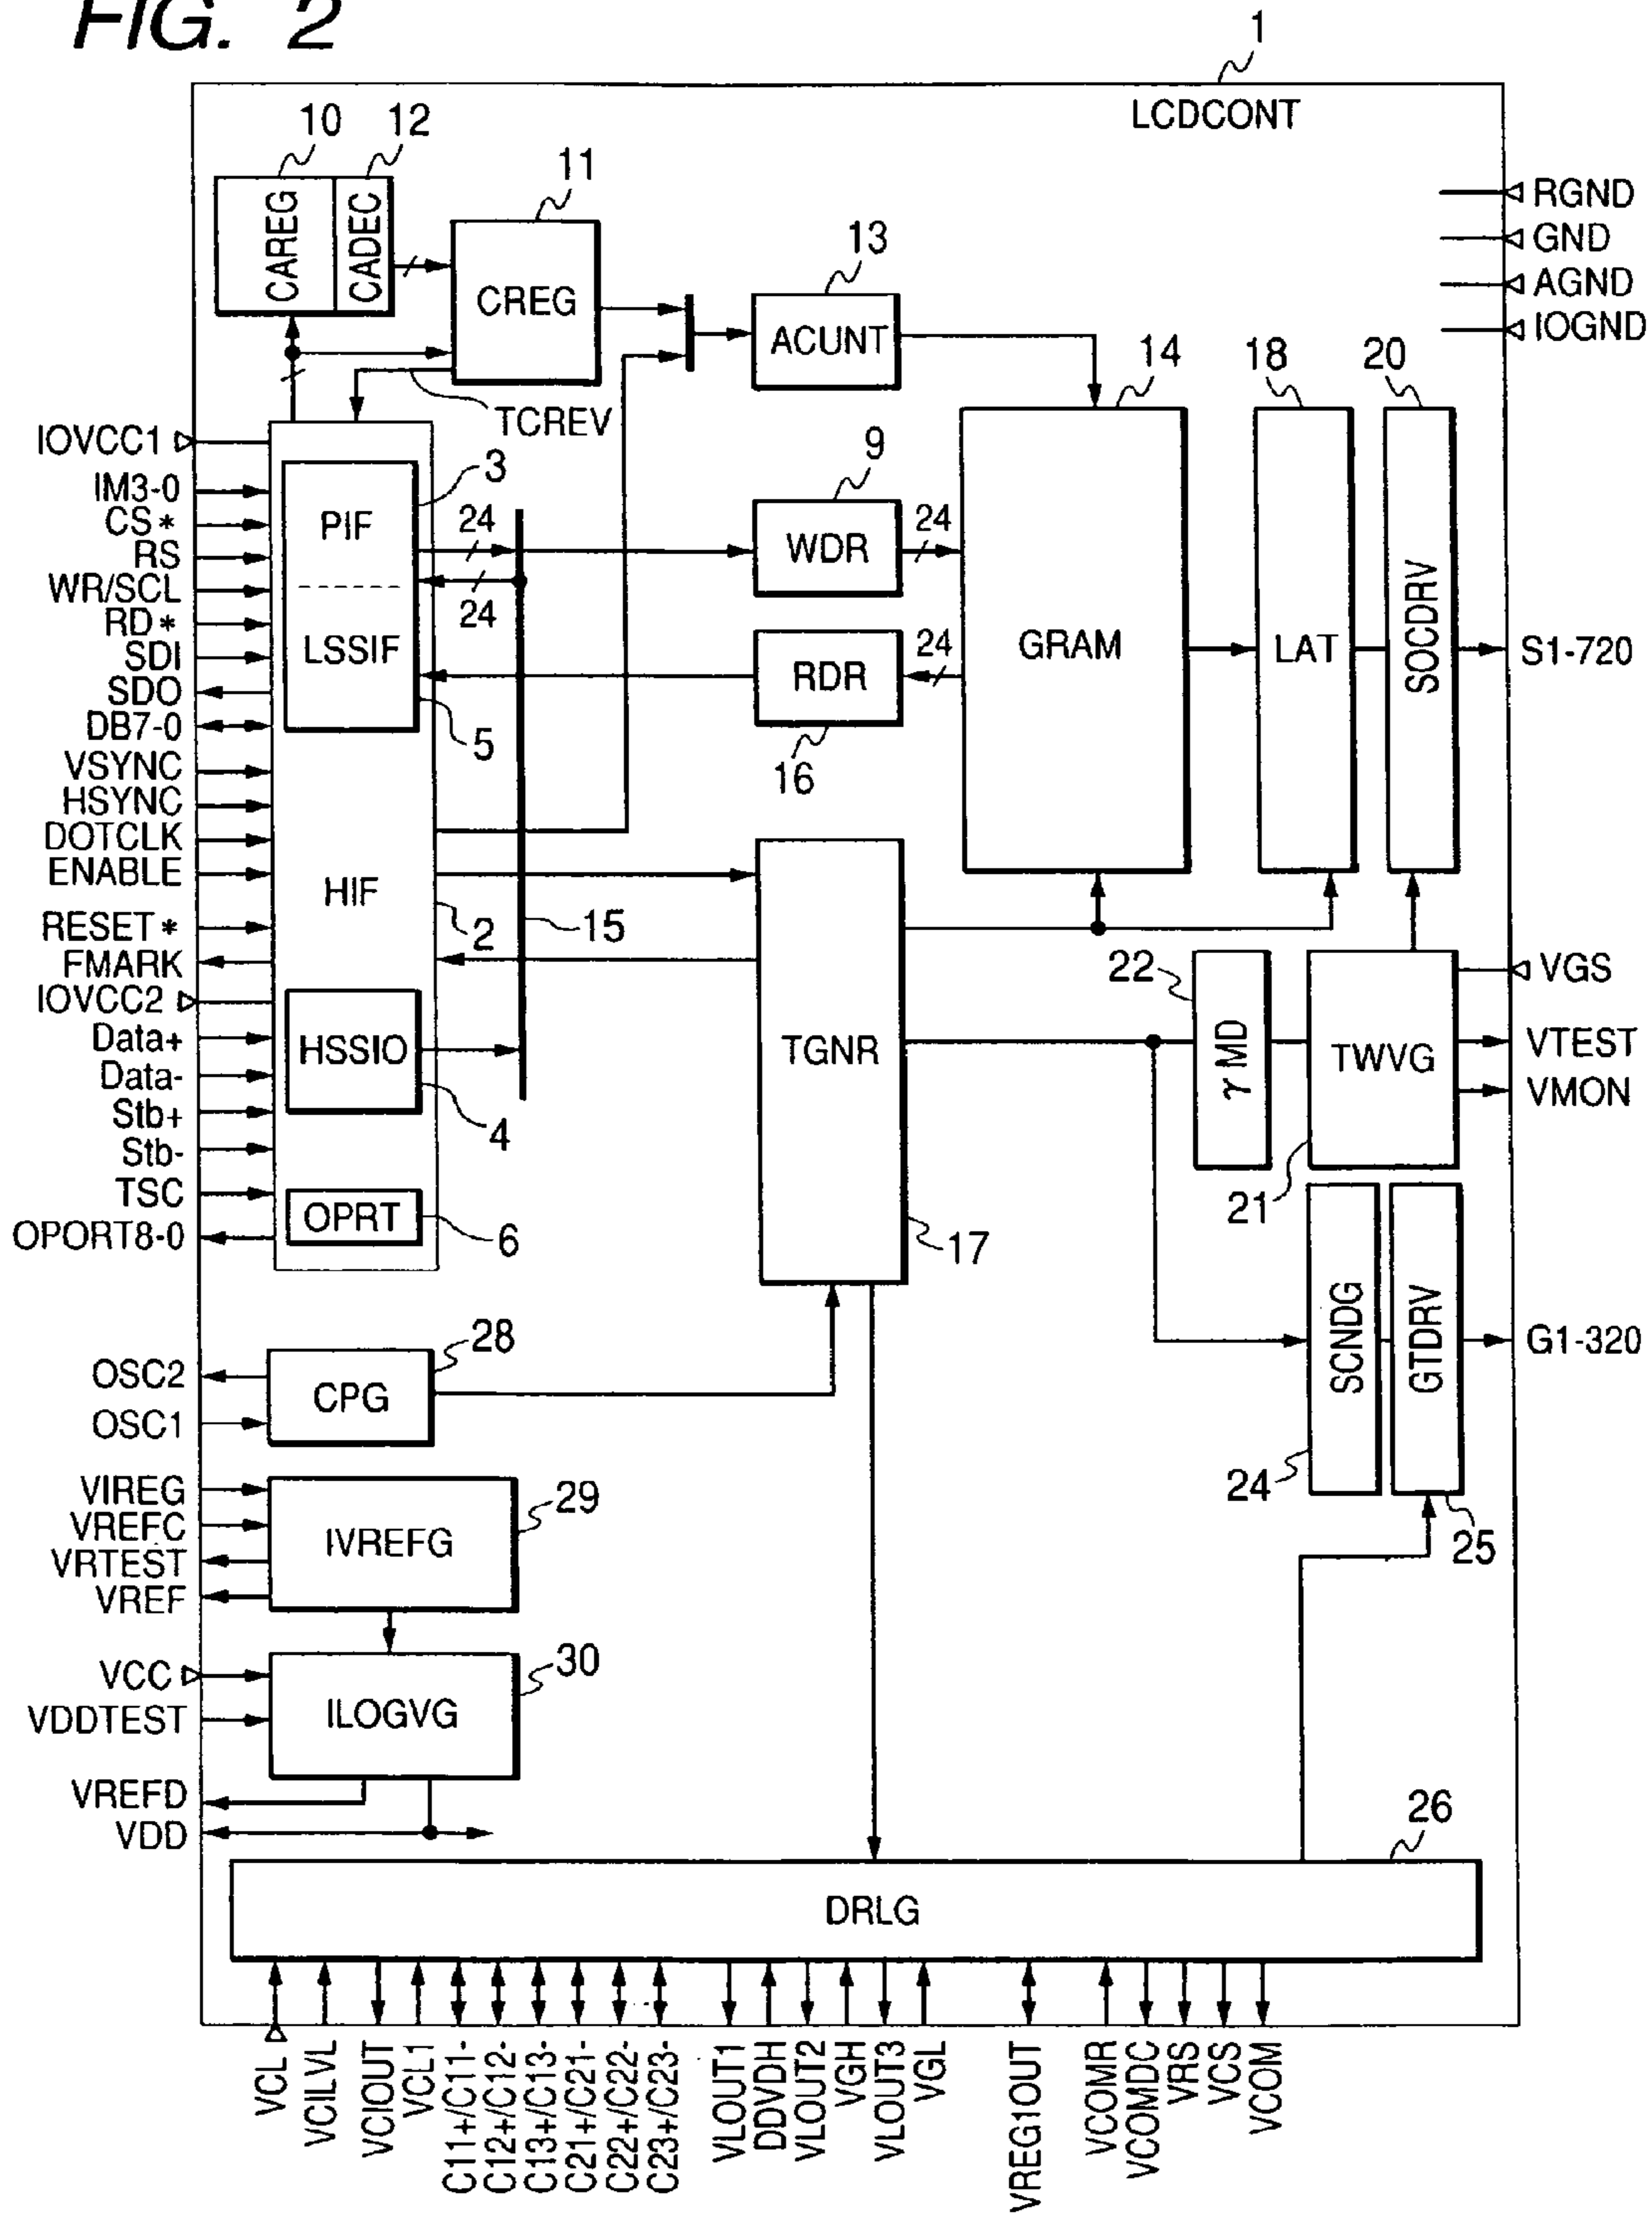 FIG. 2
1
LCDCONT
10
12
11
13
CAREG
CADEC
CREG
ACUNT
TCREV
RGND
GND
AGND
IOGND
14
18
20
IOVCC1
IM3-0
CS*
RS
WR/SCL
RD*
SDI
SDO
DB7-0
VSYNC
HSYNC
DOTCLK
ENABLE
RESET*
FMARK
IOVCC2
Data+
Data-
Stb+
Stb-
TSC
OPORT8-0
PIF
3
LSSIF
5
24
24
HIF
2
15
HSSIO
4
OPRT
6
9
WDR
24
RDR
24
16
GRAM
LAT
SOCDRV
S1-720
TGNR
17
22
γMD
TWVG
21
VGS
VTEST
VMON
SCNDG
GTDRV
24
25
G1-320
OSC2
OSC1
CPG
28
VIREG
VREFC
VRTEST
VREF
IVREFG
29
VCC
VDDTEST
ILOGVG
30
VREFD
VDD
26
DRLG
VCL
VCILVL
VCIOUT
VCL1
C11+/C11-
C12+/C12-
C13+/C13-
C21+/C21-
C22+/C22-
C23+/C23-
VLOUT1
DDVDH
VLOUT2
VGH
VLOUT3
VGL
VREG1OUT
VCOMR
VCOMDC
VRS
VCS
VCOM